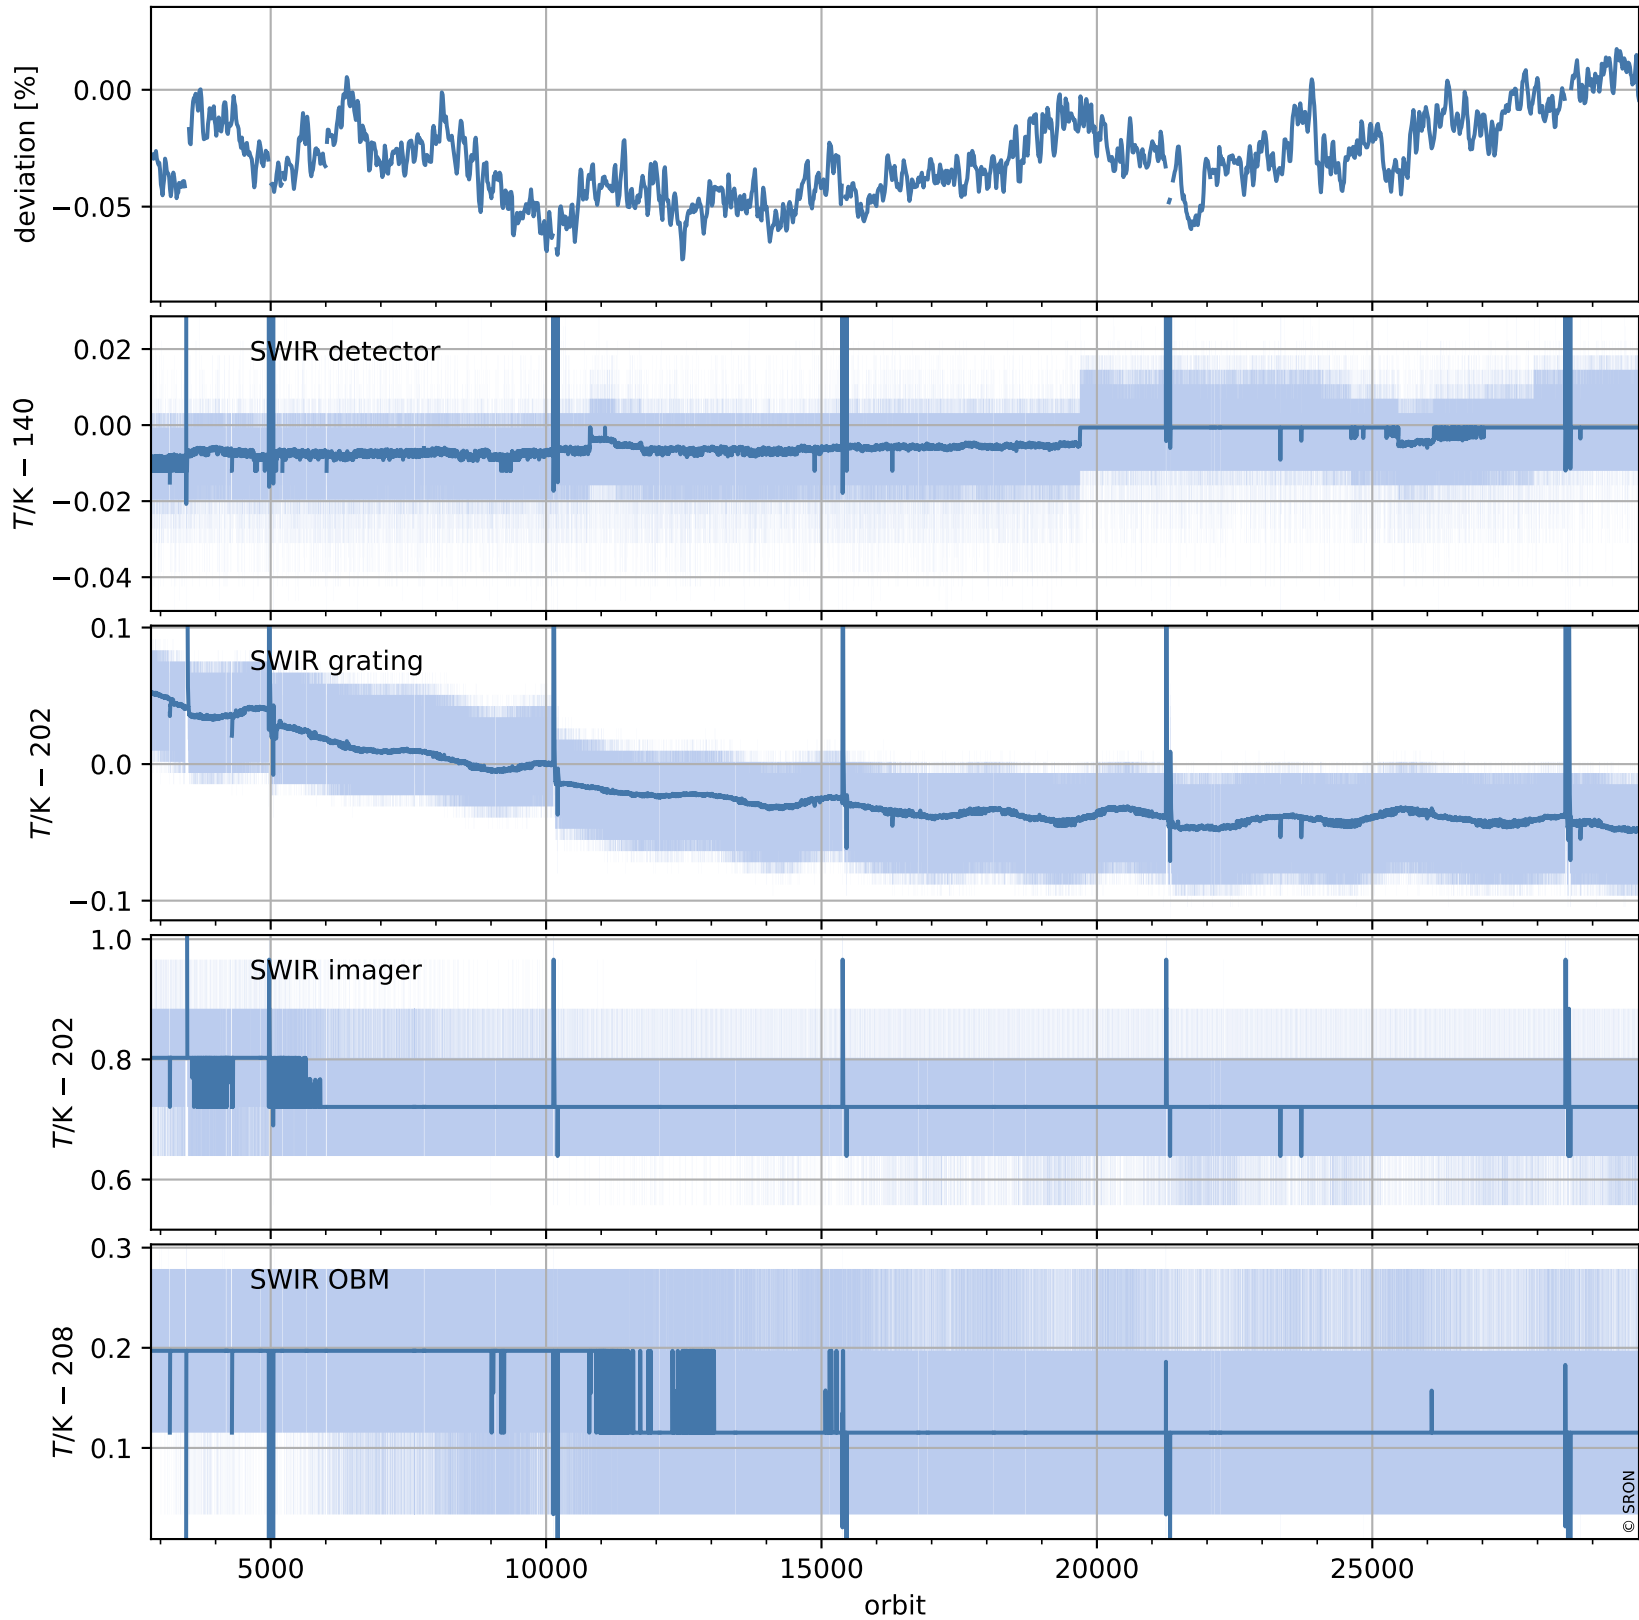 deviation [%]
0.00
−0.05
T/K − 140
SWIR detector
0.02
0.00
−0.02
−0.04
T/K − 202
SWIR grating
0.1
0.0
−0.1
T/K − 202
SWIR imager
1.0
0.8
0.6
T/K − 208
SWIR OBM
0.3
0.2
0.1
© SRON
5000 10000 15000 20000 25000
orbit